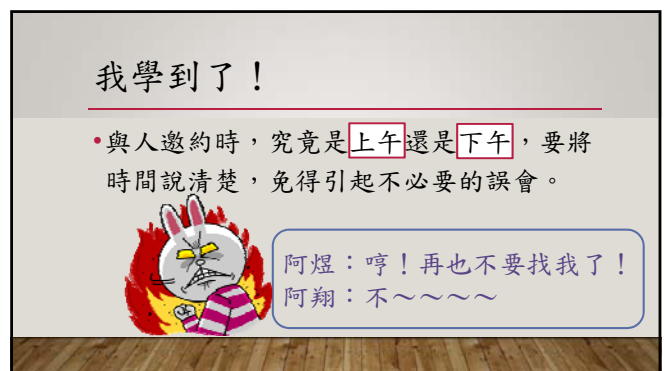 我學到了！
•與人邀約時，究竟是上午還是下午，要將
時間說清楚，免得引起不必要的誤會。
阿煜：哼！再也不要找我了！
阿翔：不～～～～